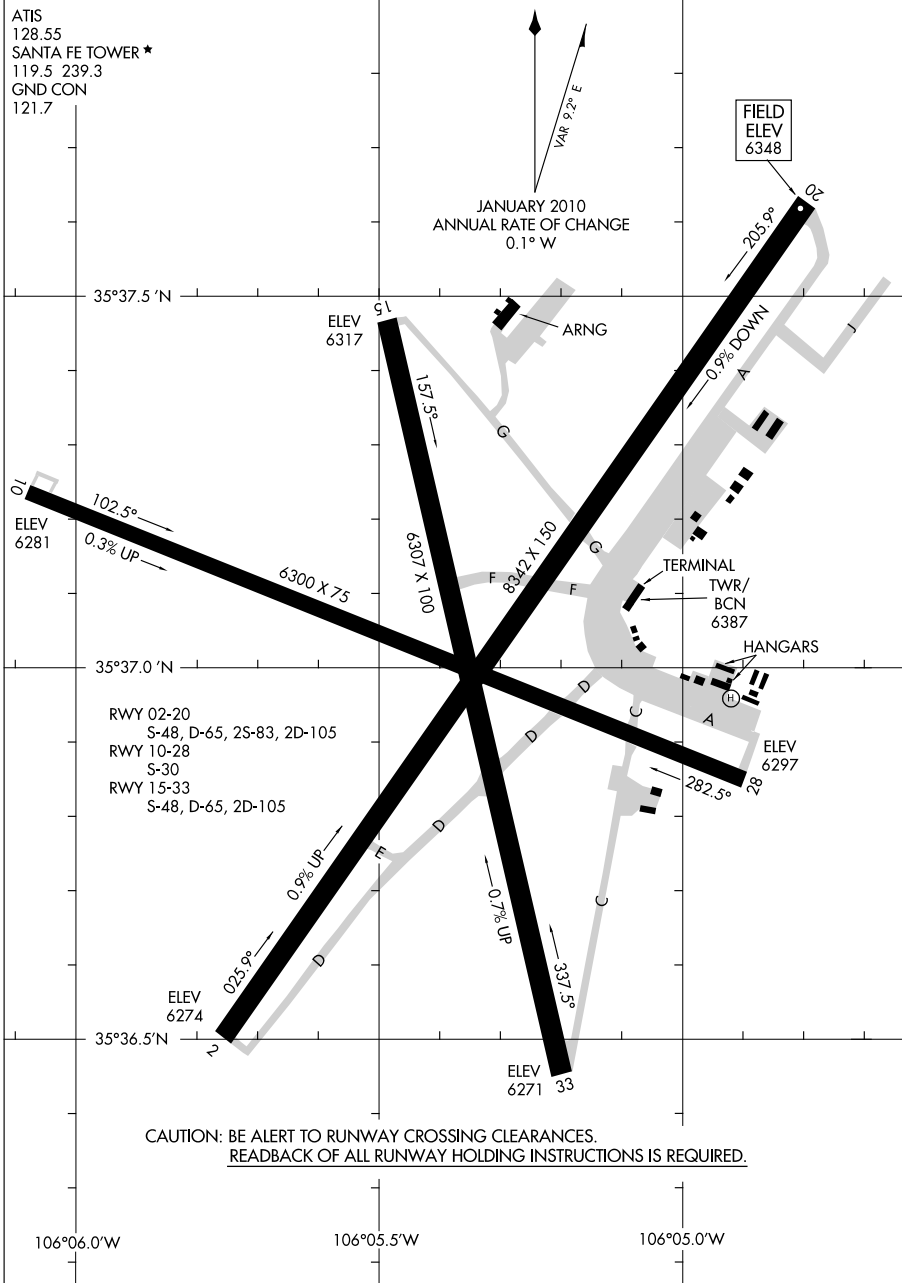 ATIS
128.55
SANTA FE TOWER★
119.5 239.3
GND CON
121.7
VAR 9.2° E
JANUARY 2010
ANNUAL RATE OF CHANGE
0.1° W
FIELD
ELEV
6348
20
205.9°
0.9% DOWN
35°37.5 'N
15
ELEV
6317
157.5°
ARNG
J
A
G
10
ELEV
6281
102.5°
0.3% UP
6300 X 75
6307 X 100
8342 X 150
G
F
F
TERMINAL
TWR/
BCN
6387
HANGARS
H
35°37.0 'N
D
C
A
D
RWY 02-20
S-48, D-65, 2S-83, 2D-105
RWY 10-28
S-30
RWY 15-33
S-48, D-65, 2D-105
ELEV
6297
28
282.5°
D
E
0.9% UP
0.7% UP
C
D
025.9°
337.5°
ELEV
6274
2
35°36.5'N
ELEV
6271
33
CAUTION: BE ALERT TO RUNWAY CROSSING CLEARANCES.
READBACK OF ALL RUNWAY HOLDING INSTRUCTIONS IS REQUIRED.
106°06.0'W
106°05.5'W
106°05.0'W